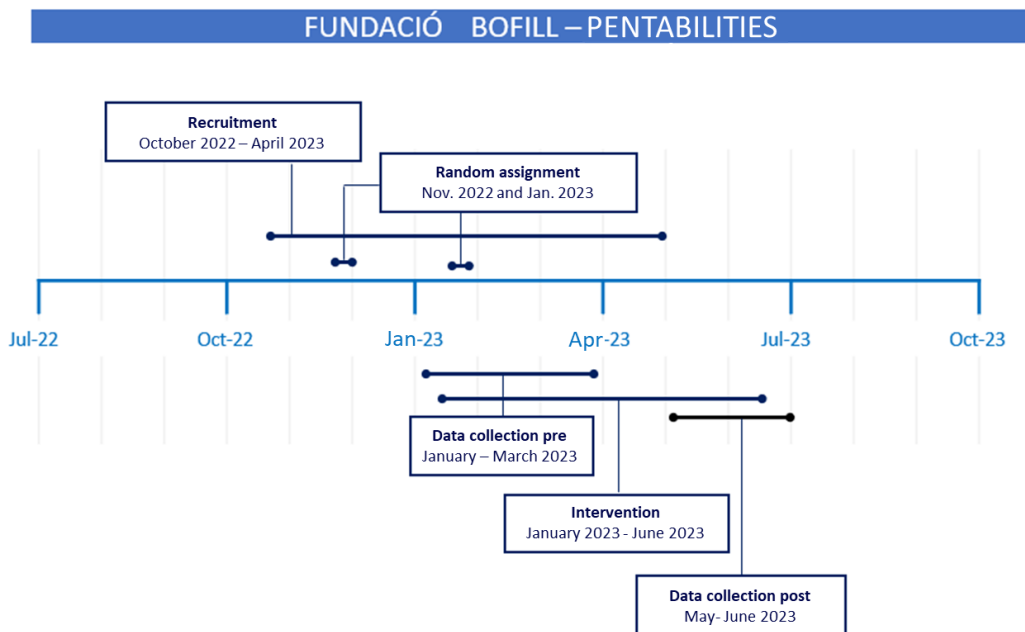 FUNDACIÓ BOFILL – PENTABILITIES
Recruitment
October 2022 – April 2023
Random assignment
Nov. 2022 and Jan. 2023
Jul-22 Oct-22 Jan-23 Apr-23 Jul-23 Oct-23
Data collection pre
January – March 2023
Intervention
January 2023 - June 2023
Data collection post
May- June 2023